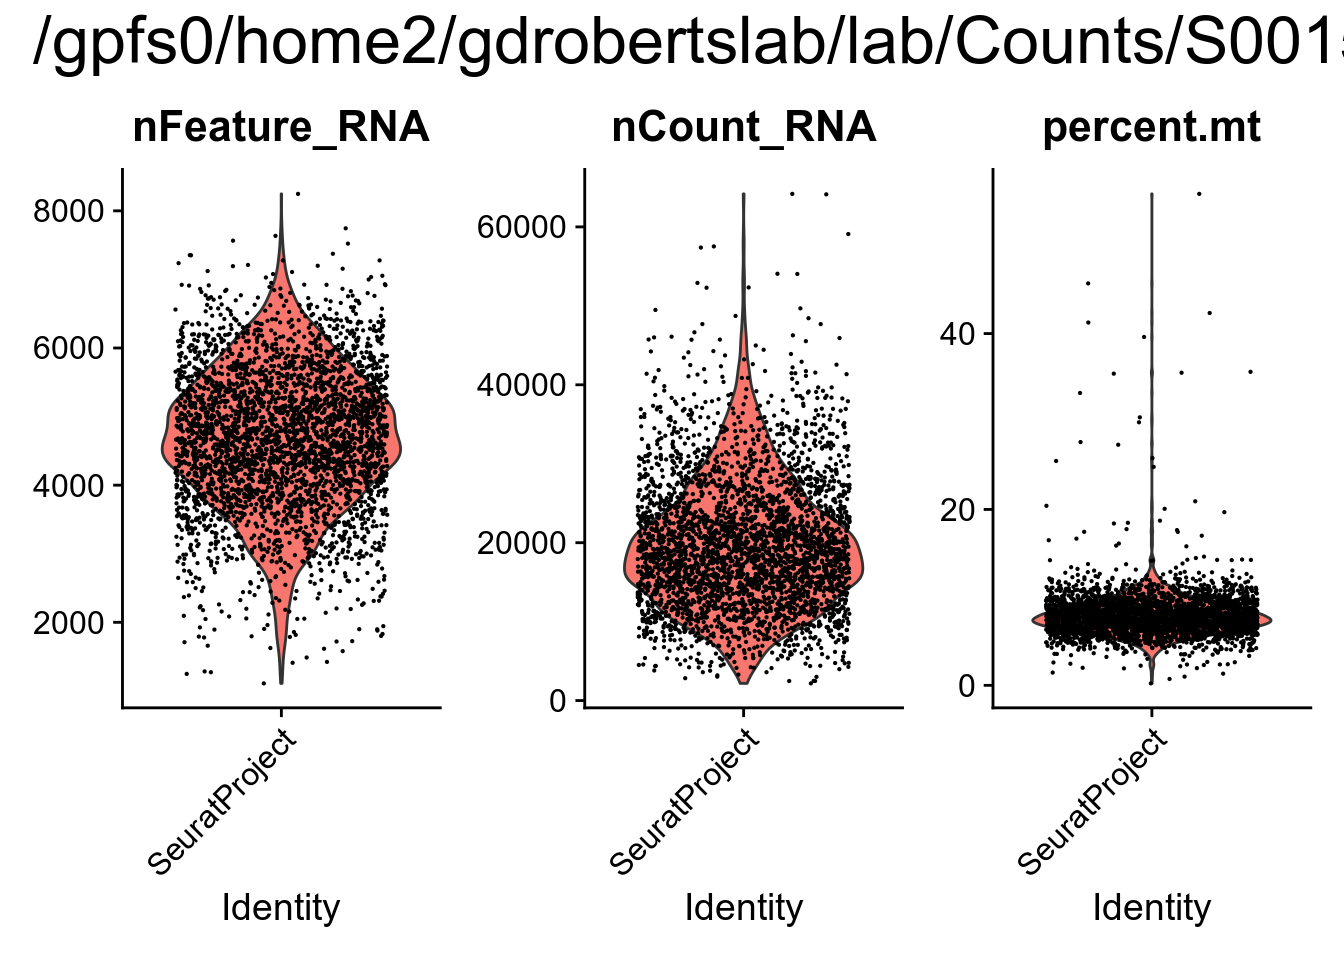 /gpfs0/home2/gdrobertslab/lab/Counts/S0015
nFeature_RNA
nCount_RNA
percent.mt
8000
6000
4000
2000
60000
40000
20000
0
40
20
0
SeuratProject
SeuratProject
SeuratProject
Identity
Identity
Identity